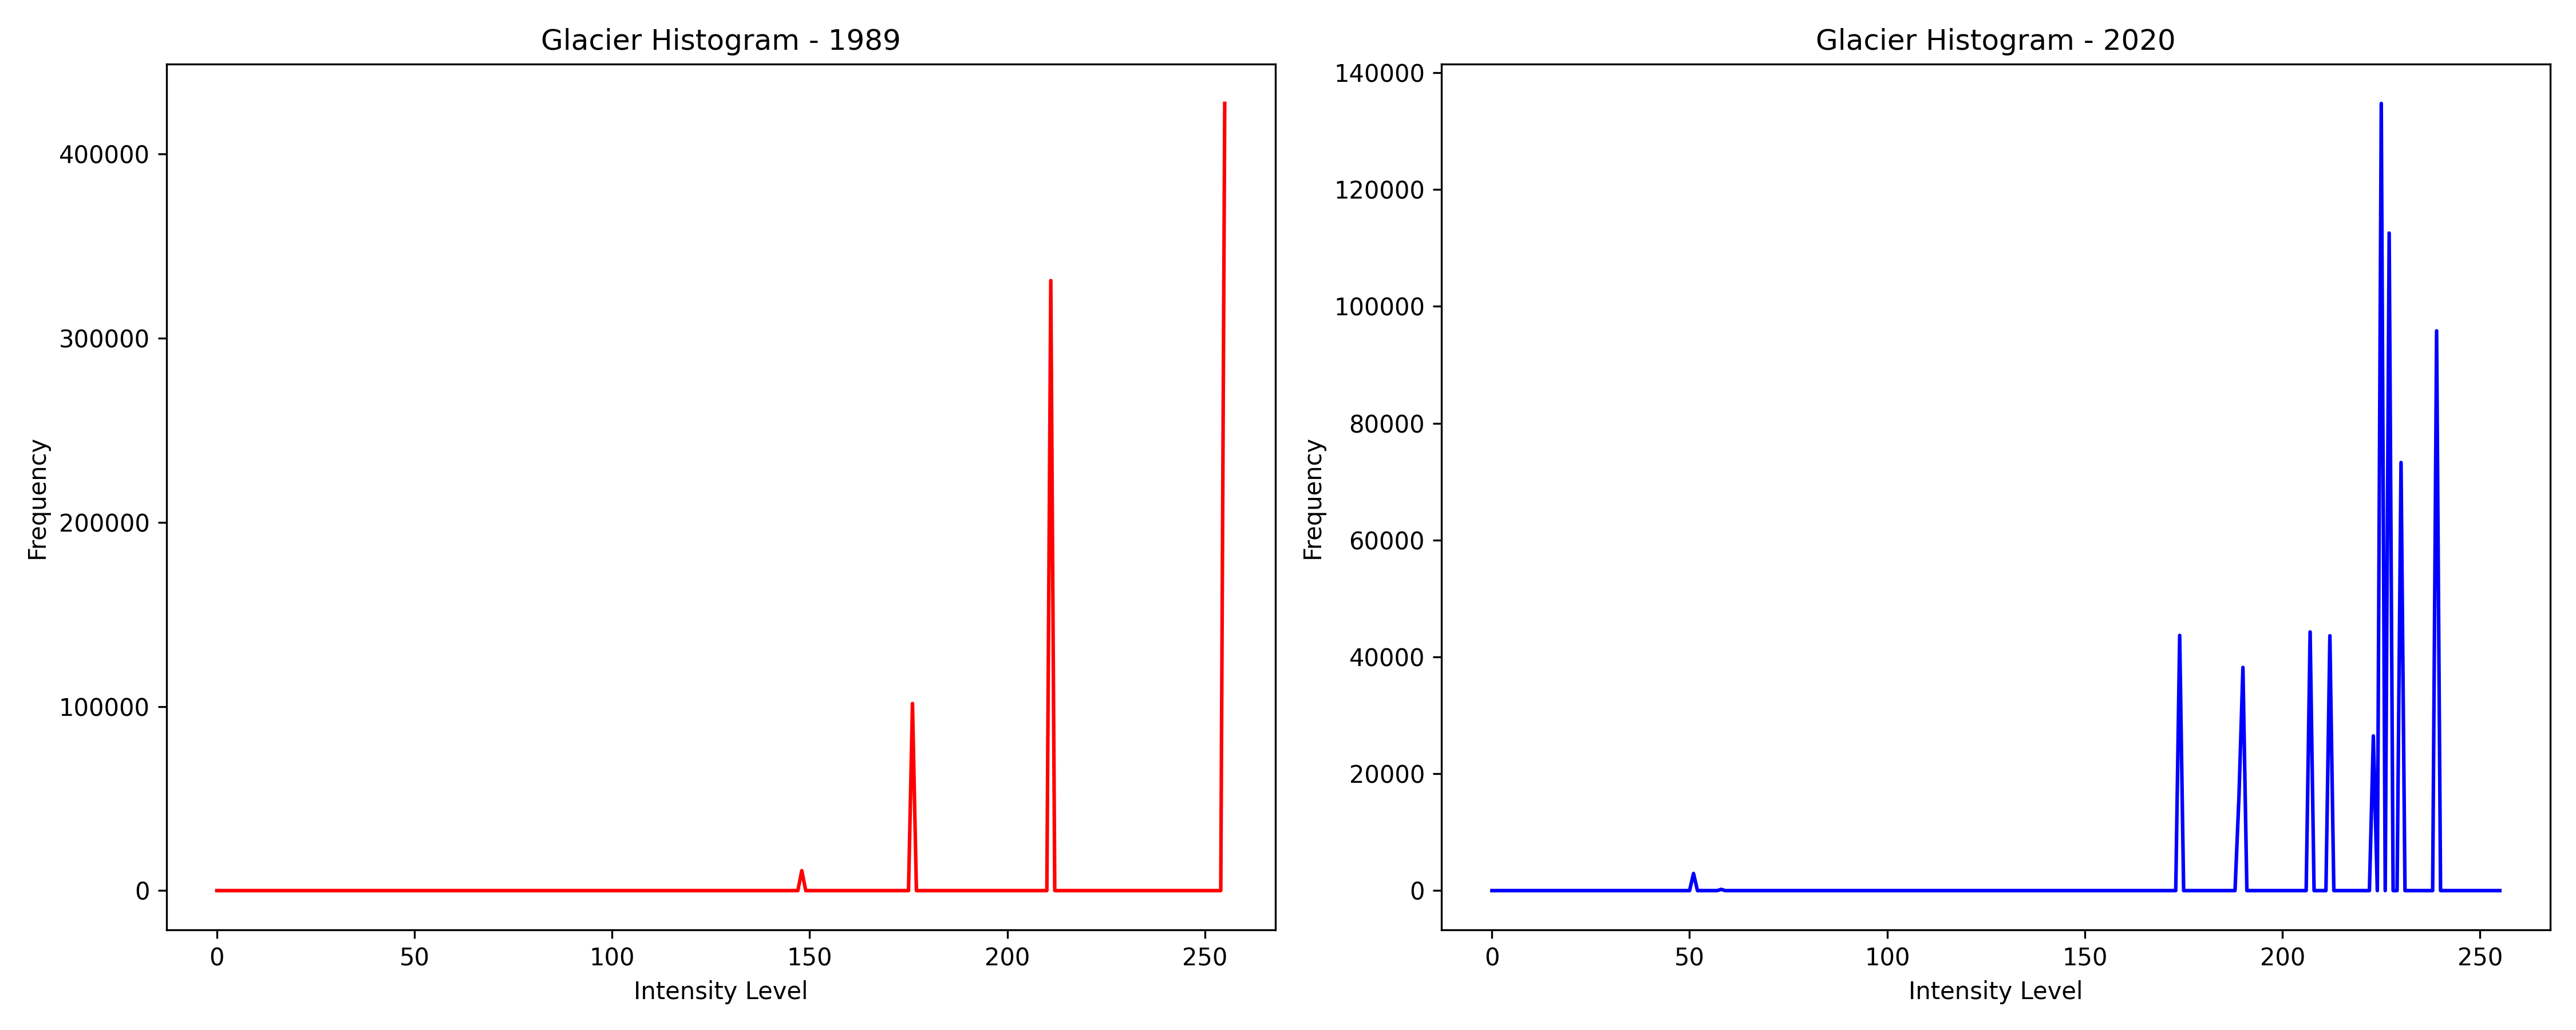 Glacier Histogram - 1989
400000
300000
200000
100000
0
Frequency
0 50 100 150 200 250
Intensity Level
Glacier Histogram - 2020
140000
120000
100000
80000
60000
40000
20000
0
Frequency
0 50 100 150 200 250
Intensity Level